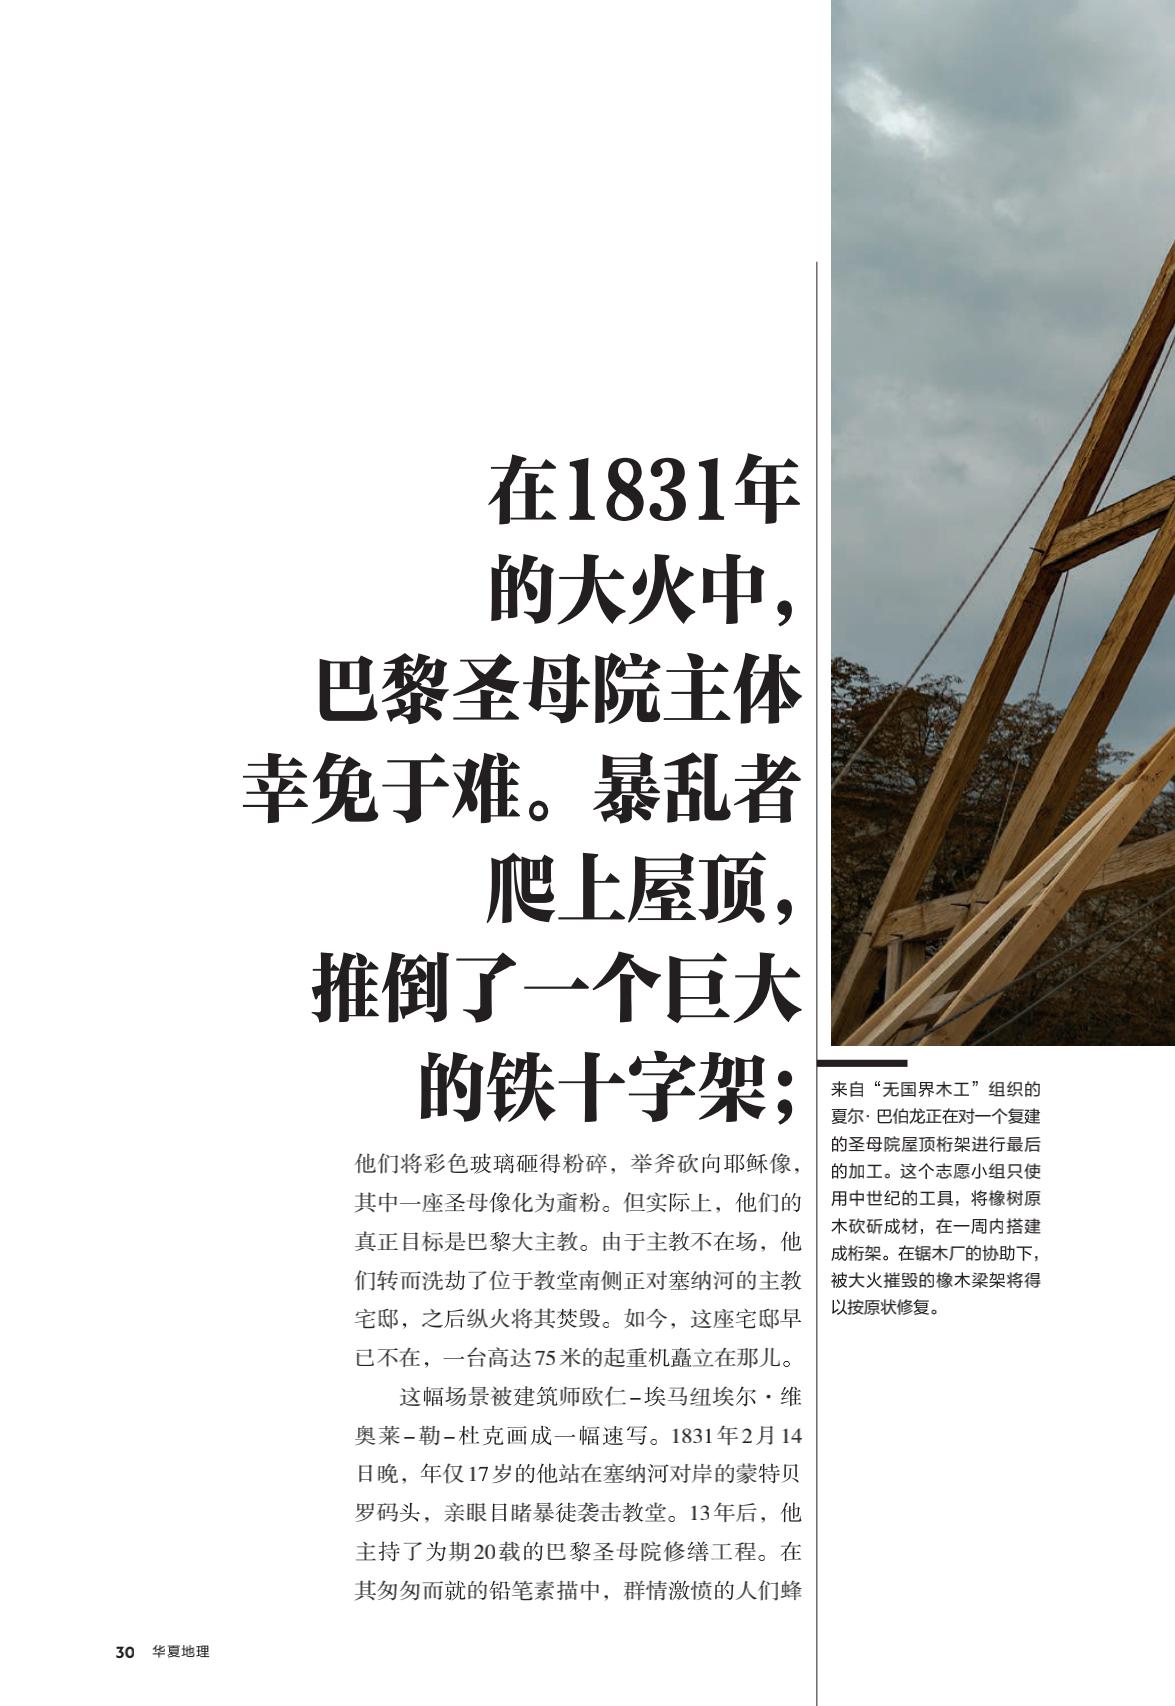 在1831年
的大火中，
巴黎圣母院主体
幸免于难。暴乱者
爬上屋顶，
推倒了一个巨大
的铁十字架；
他们将彩色玻璃砸得粉碎，举斧砍向耶稣像，
其中一座圣母像化为齑粉。但实际上，他们的
真正目标是巴黎大主教。由于主教不在场，他
们转而洗劫了位于教堂南侧正对塞纳河的主教
宅邸，之后纵火将其焚毁。如今，这座宅邸早
已不在，一台高达75米的起重机矗立在那儿。
这幅场景被建筑师欧仁–埃马纽埃尔·维
奥莱–勒–杜克画成一幅速写。1831年2月14
日晚，年仅17岁的他站在塞纳河对岸的蒙特贝
罗码头，亲眼目睹暴徒袭击教堂。13年后，他
主持了为期20载的巴黎圣母院修缮工程。在
其匆匆而就的铅笔素描中，群情激愤的人们蜂
来自“无国界木工”组织的
夏尔·巴伯龙正在对一个复建
的圣母院屋顶桁架进行最后
的加工。这个志愿小组只使
用中世纪的工具，将橡树原
木砍斫成材，在一周内搭建
成桁架。在锯木厂的协助下，
被大火摧毁的橡木梁架将得
以按原状修复。
30 华夏地理